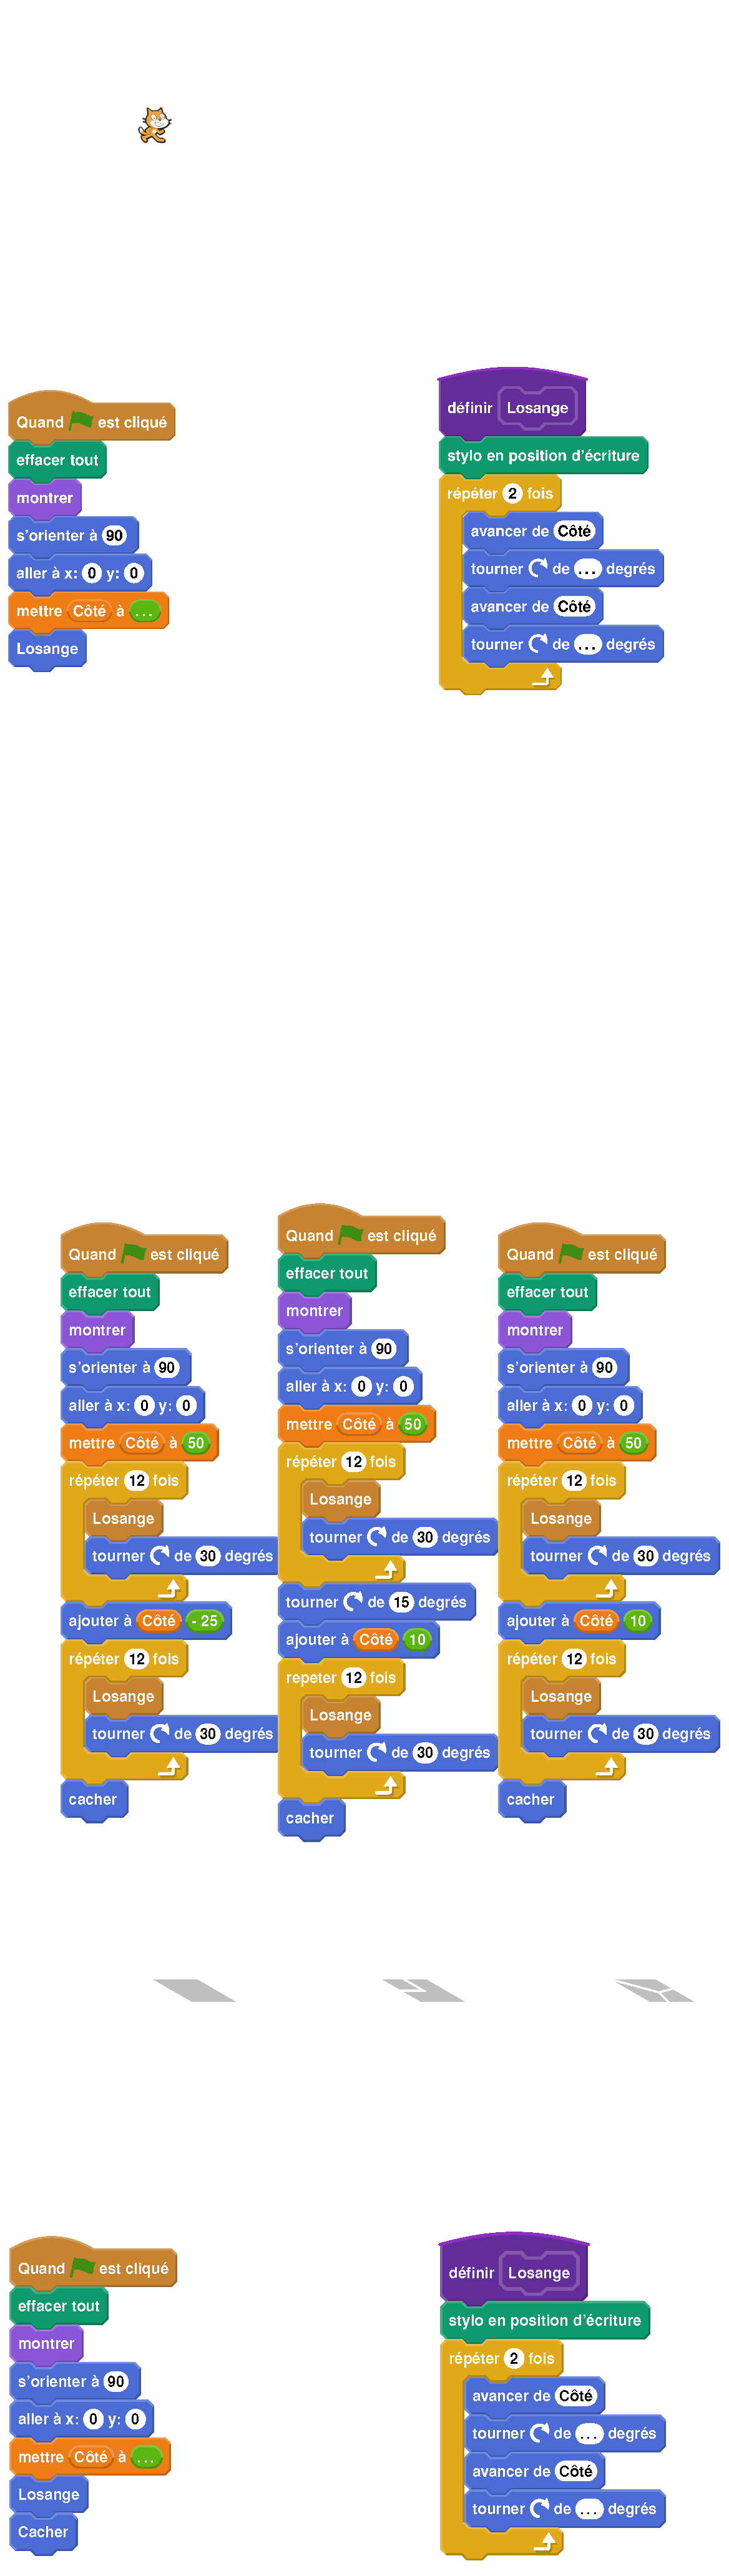 Quand est cliqué
effacer tout
montrer
s'orienter à 90
aller à x: 0 y: 0
mettre Côté à ...
Losange
définir Losange
stylo en position d'écriture
répéter 2 fois
avancer de Côté
tourner de ... degrés
avancer de Côté
tourner de ... degrés
Quand est cliqué
effacer tout
montrer
s'orienter à 90
aller à x: 0 y: 0
mettre Côté à 50
répéter 12 fois
Losange
tourner de 30 degrés
ajouter à Côté - 25
répéter 12 fois
Losange
tourner de 30 degrés
cacher
Quand est cliqué
effacer tout
montrer
s'orienter à 90
aller à x: 0 y: 0
mettre Côté à 50
répéter 12 fois
Losange
tourner de 30 degrés
tourner de 15 degrés
ajouter à Côté 10
repeter 12 fois
Losange
tourner de 30 degrés
cacher
Quand est cliqué
effacer tout
montrer
s'orienter à 90
aller à x: 0 y: 0
mettre Côté à 50
répéter 12 fois
Losange
tourner de 30 degrés
ajouter à Côté 10
répéter 12 fois
Losange
tourner de 30 degrés
cacher
Quand est cliqué
effacer tout
montrer
s'orienter à 90
aller à x: 0 y: 0
mettre Côté à ...
Losange
Cacher
définir Losange
stylo en position d'écriture
répéter 2 fois
avancer de Côté
tourner de ... degrés
avancer de Côté
tourner de ... degrés